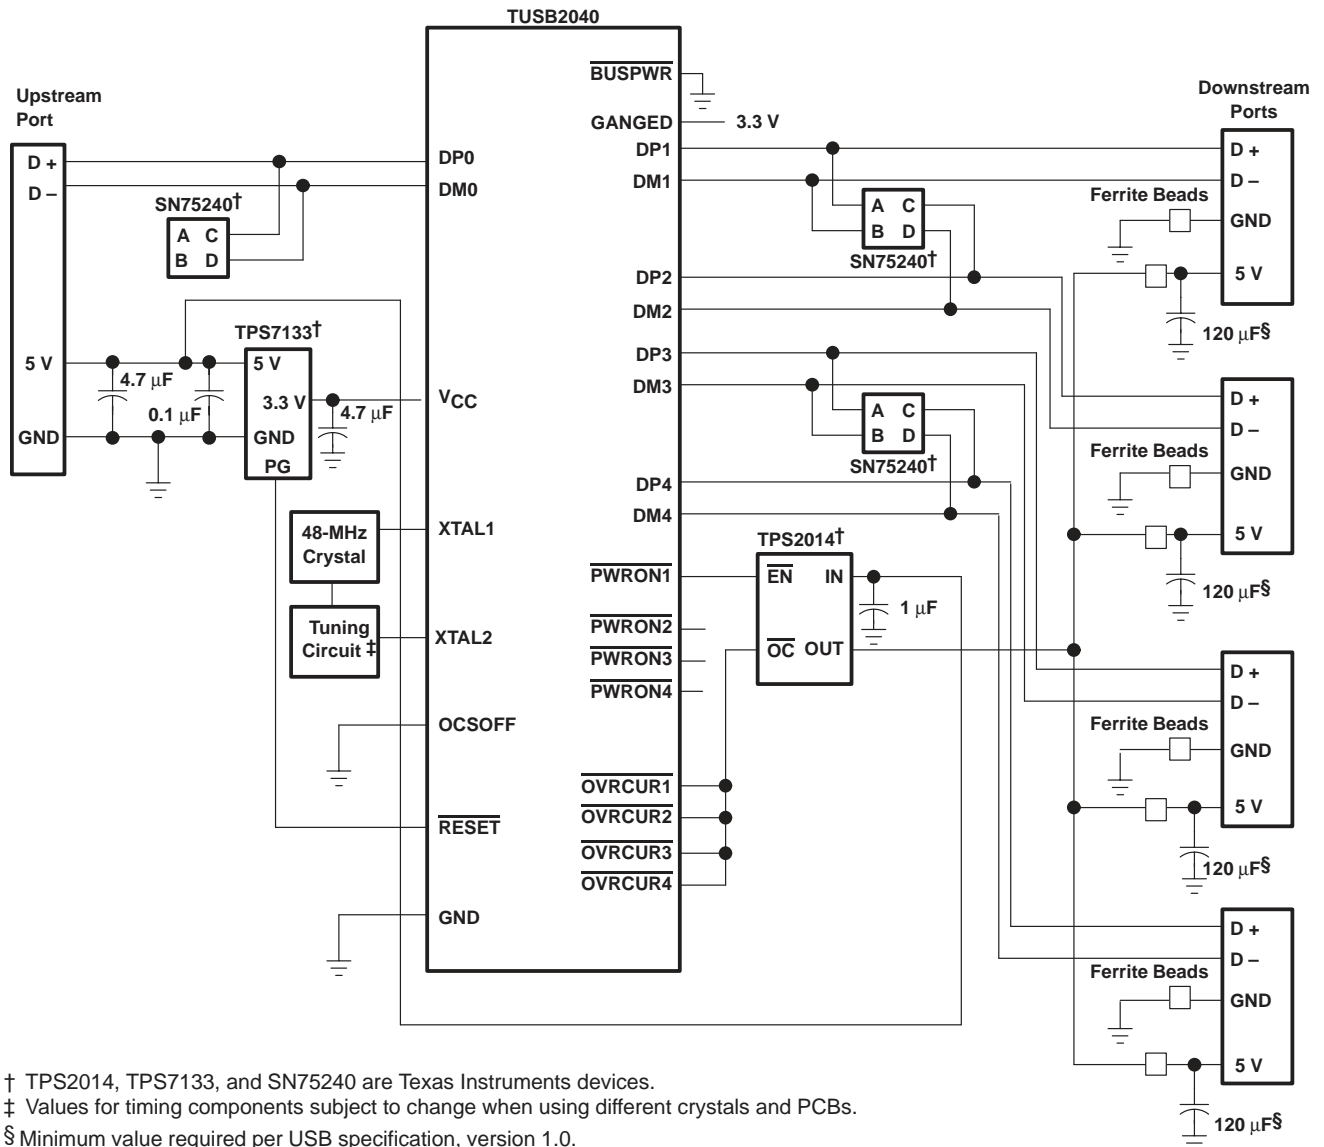 TUSB2040
Upstream
Port
D +
D –
5 V
GND
SN75240†
A C
B D
TPS7133†
5 V
3.3 V
GND
PG
4.7 μF
0.1 μF
4.7 μF
48-MHz
Crystal
Tuning
Circuit ‡
DP0
DM0
VCC
XTAL1
XTAL2
OCSOFF
RESET
GND
BUSPWR
GANGED
3.3 V
DP1
DM1
DP2
DM2
DP3
DM3
DP4
DM4
PWRON1
PWRON2
PWRON3
PWRON4
OVRCUR1
OVRCUR2
OVRCUR3
OVRCUR4
A C
B D
SN75240†
A C
B D
SN75240†
TPS2014†
EN IN
OC OUT
1 μF
Downstream
Ports
D +
D –
Ferrite Beads
GND
5 V
120 μF§
D +
D –
Ferrite Beads
GND
5 V
120 μF§
D +
D –
Ferrite Beads
GND
5 V
120 μF§
D +
D –
Ferrite Beads
GND
5 V
120 μF§
† TPS2014, TPS7133, and SN75240 are Texas Instruments devices.
‡ Values for timing components subject to change when using different crystals and PCBs.
§ Minimum value required per USB specification, version 1.0.